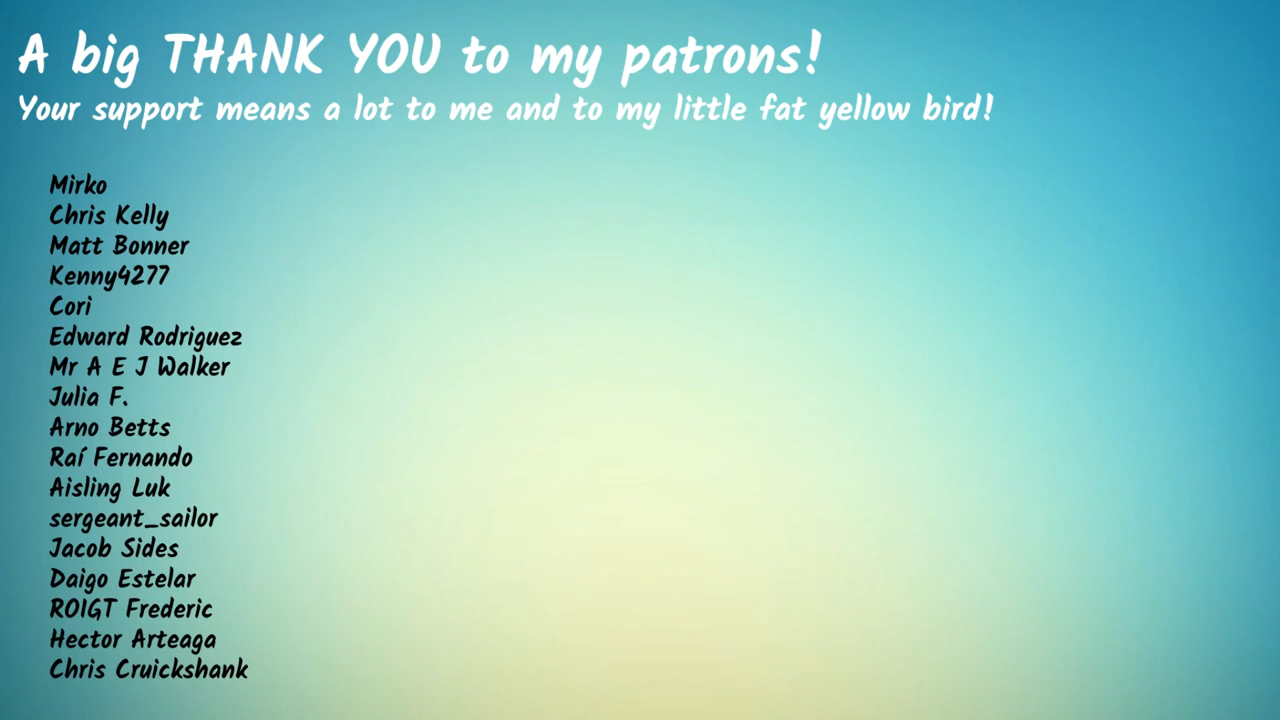 A big THANK YOU to my patrons!
Your support means a lot to me and to my little fat yellow bird!
Mirko
Chris Kelly
Matt Bonner
Kenny4277
Cori
Edward Rodriguez
Mr A E J Walker
Julia F.
Arno Betts
Raí Fernando
Aisling Luk
sergeant_sailor
Jacob Sides
Daigo Estelar
ROIGT Frederic
Hector Arteaga
Chris Cruickshank